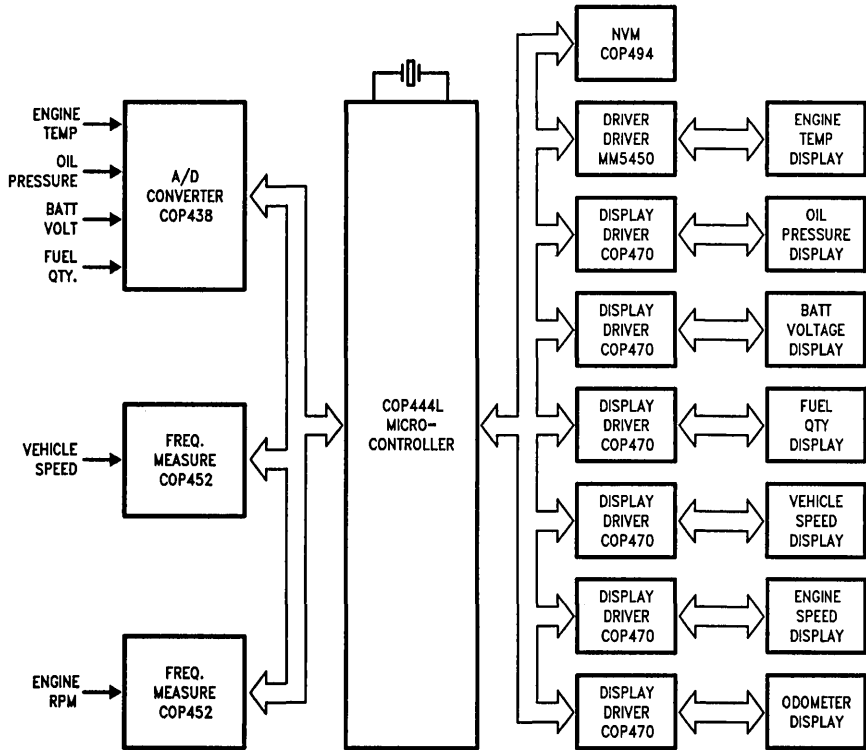 ENGINE
TEMP
OIL
PRESSURE
BATT
VOLT
FUEL
QTY.
A/D
CONVERTER
COP438
VEHICLE
SPEED
FREQ.
MEASURE
COP452
ENGINE
RPM
FREQ.
MEASURE
COP452
COP444L
MICRO-
CONTROLLER
NVM
COP494
DRIVER
DRIVER
MM5450
ENGINE
TEMP
DISPLAY
DISPLAY
DRIVER
COP470
OIL
PRESSURE
DISPLAY
DISPLAY
DRIVER
COP470
BATT
VOLTAGE
DISPLAY
DISPLAY
DRIVER
COP470
FUEL
QTY
DISPLAY
DISPLAY
DRIVER
COP470
VEHICLE
SPEED
DISPLAY
DISPLAY
DRIVER
COP470
ENGINE
SPEED
DISPLAY
DISPLAY
DRIVER
COP470
ODOMETER
DISPLAY